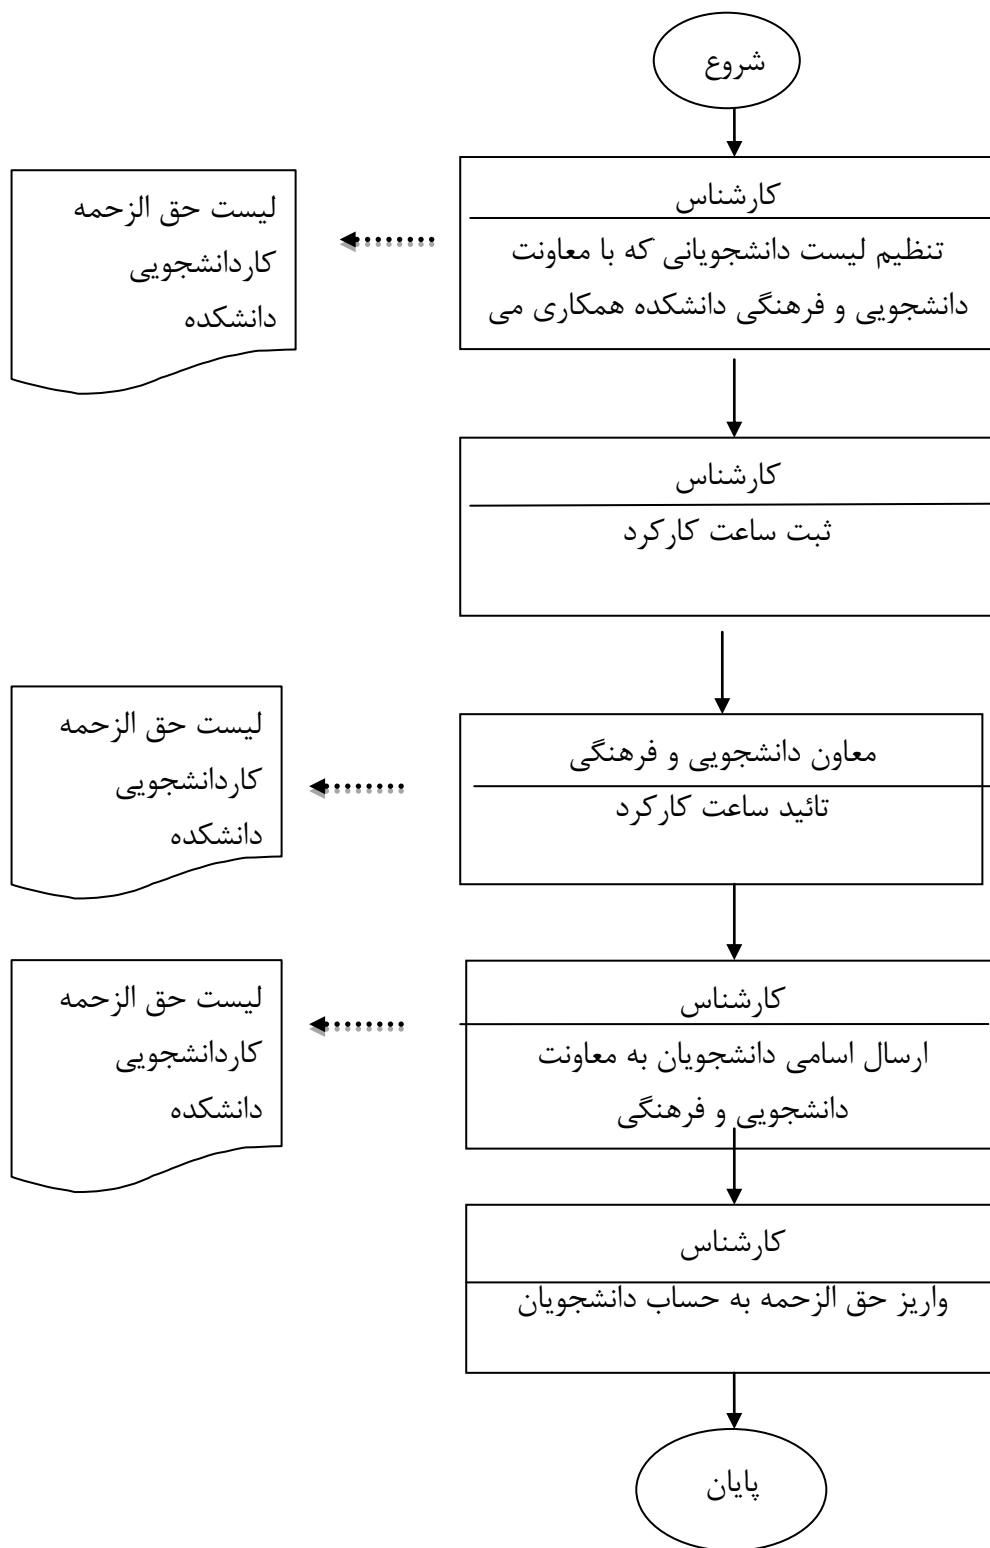 شروع
کارشناس
تنظیم لیست دانشجویانی که با معاونت
دانشجویی و فرهنگی دانشکده همکاری می
لیست حق الزحمه
کاردانشجویی
دانشکده
کارشناس
ثبت ساعت کارکرد
معاون دانشجویی و فرهنگی
تائید ساعت کارکرد
لیست حق الزحمه
کاردانشجویی
دانشکده
کارشناس
ارسال اسامی دانشجویان به معاونت
دانشجویی و فرهنگی
لیست حق الزحمه
کاردانشجویی
دانشکده
کارشناس
واریز حق الزحمه به حساب دانشجویان
پایان